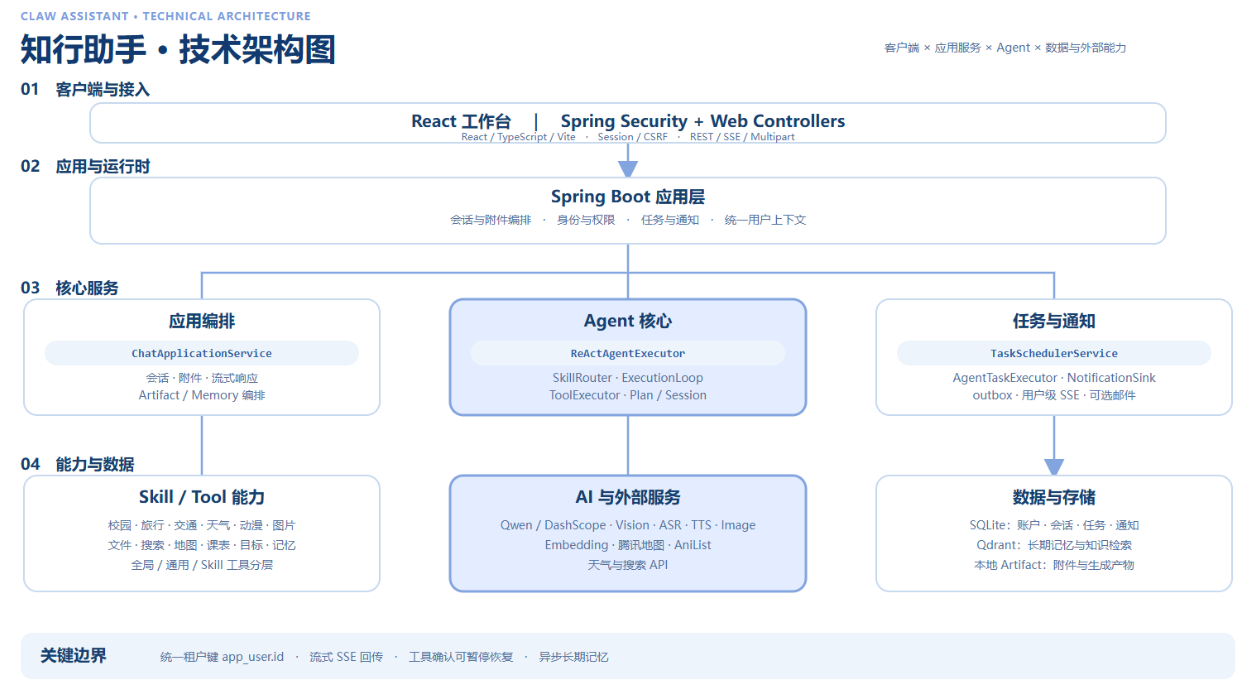 CLAW ASSISTANT • TECHNICAL ARCHITECTURE
知行助手 • 技术架构图
客户端 × 应用服务 × Agent × 数据与外部能力
01 客户端与接入
React 工作台 | Spring Security + Web Controllers
React / TypeScript / Vite · Session / CSRF · REST / SSE / Multipart
02 应用与运行时
Spring Boot 应用层
会话与附件编排 · 身份与权限 · 任务与通知 · 统一用户上下文
03 核心服务
应用编排
ChatApplicationService
会话 · 附件 · 流式响应
Artifact / Memory 编排
Agent 核心
ReActAgentExecutor
SkillRouter · ExecutionLoop
ToolExecutor · Plan / Session
任务与通知
TaskSchedulerService
AgentTaskExecutor · NotificationSink
outbox · 用户级 SSE · 可选邮件
04 能力与数据
Skill / Tool 能力
校园 · 旅行 · 交通 · 天气 · 动漫 · 图片
文件 · 搜索 · 地图 · 课表 · 目标 · 记忆
全局 / 通用 / Skill 工具分层
AI 与外部服务
Qwen / DashScope · Vision · ASR · TTS · Image
Embedding · 腾讯地图 · AniList
天气与搜索 API
数据与存储
SQLite：账户 · 会话 · 任务 · 通知
Qdrant：长期记忆与知识检索
本地 Artifact：附件与生成产物
关键边界
统一租户键 app_user.id · 流式 SSE 回传 · 工具确认可暂停恢复 · 异步长期记忆